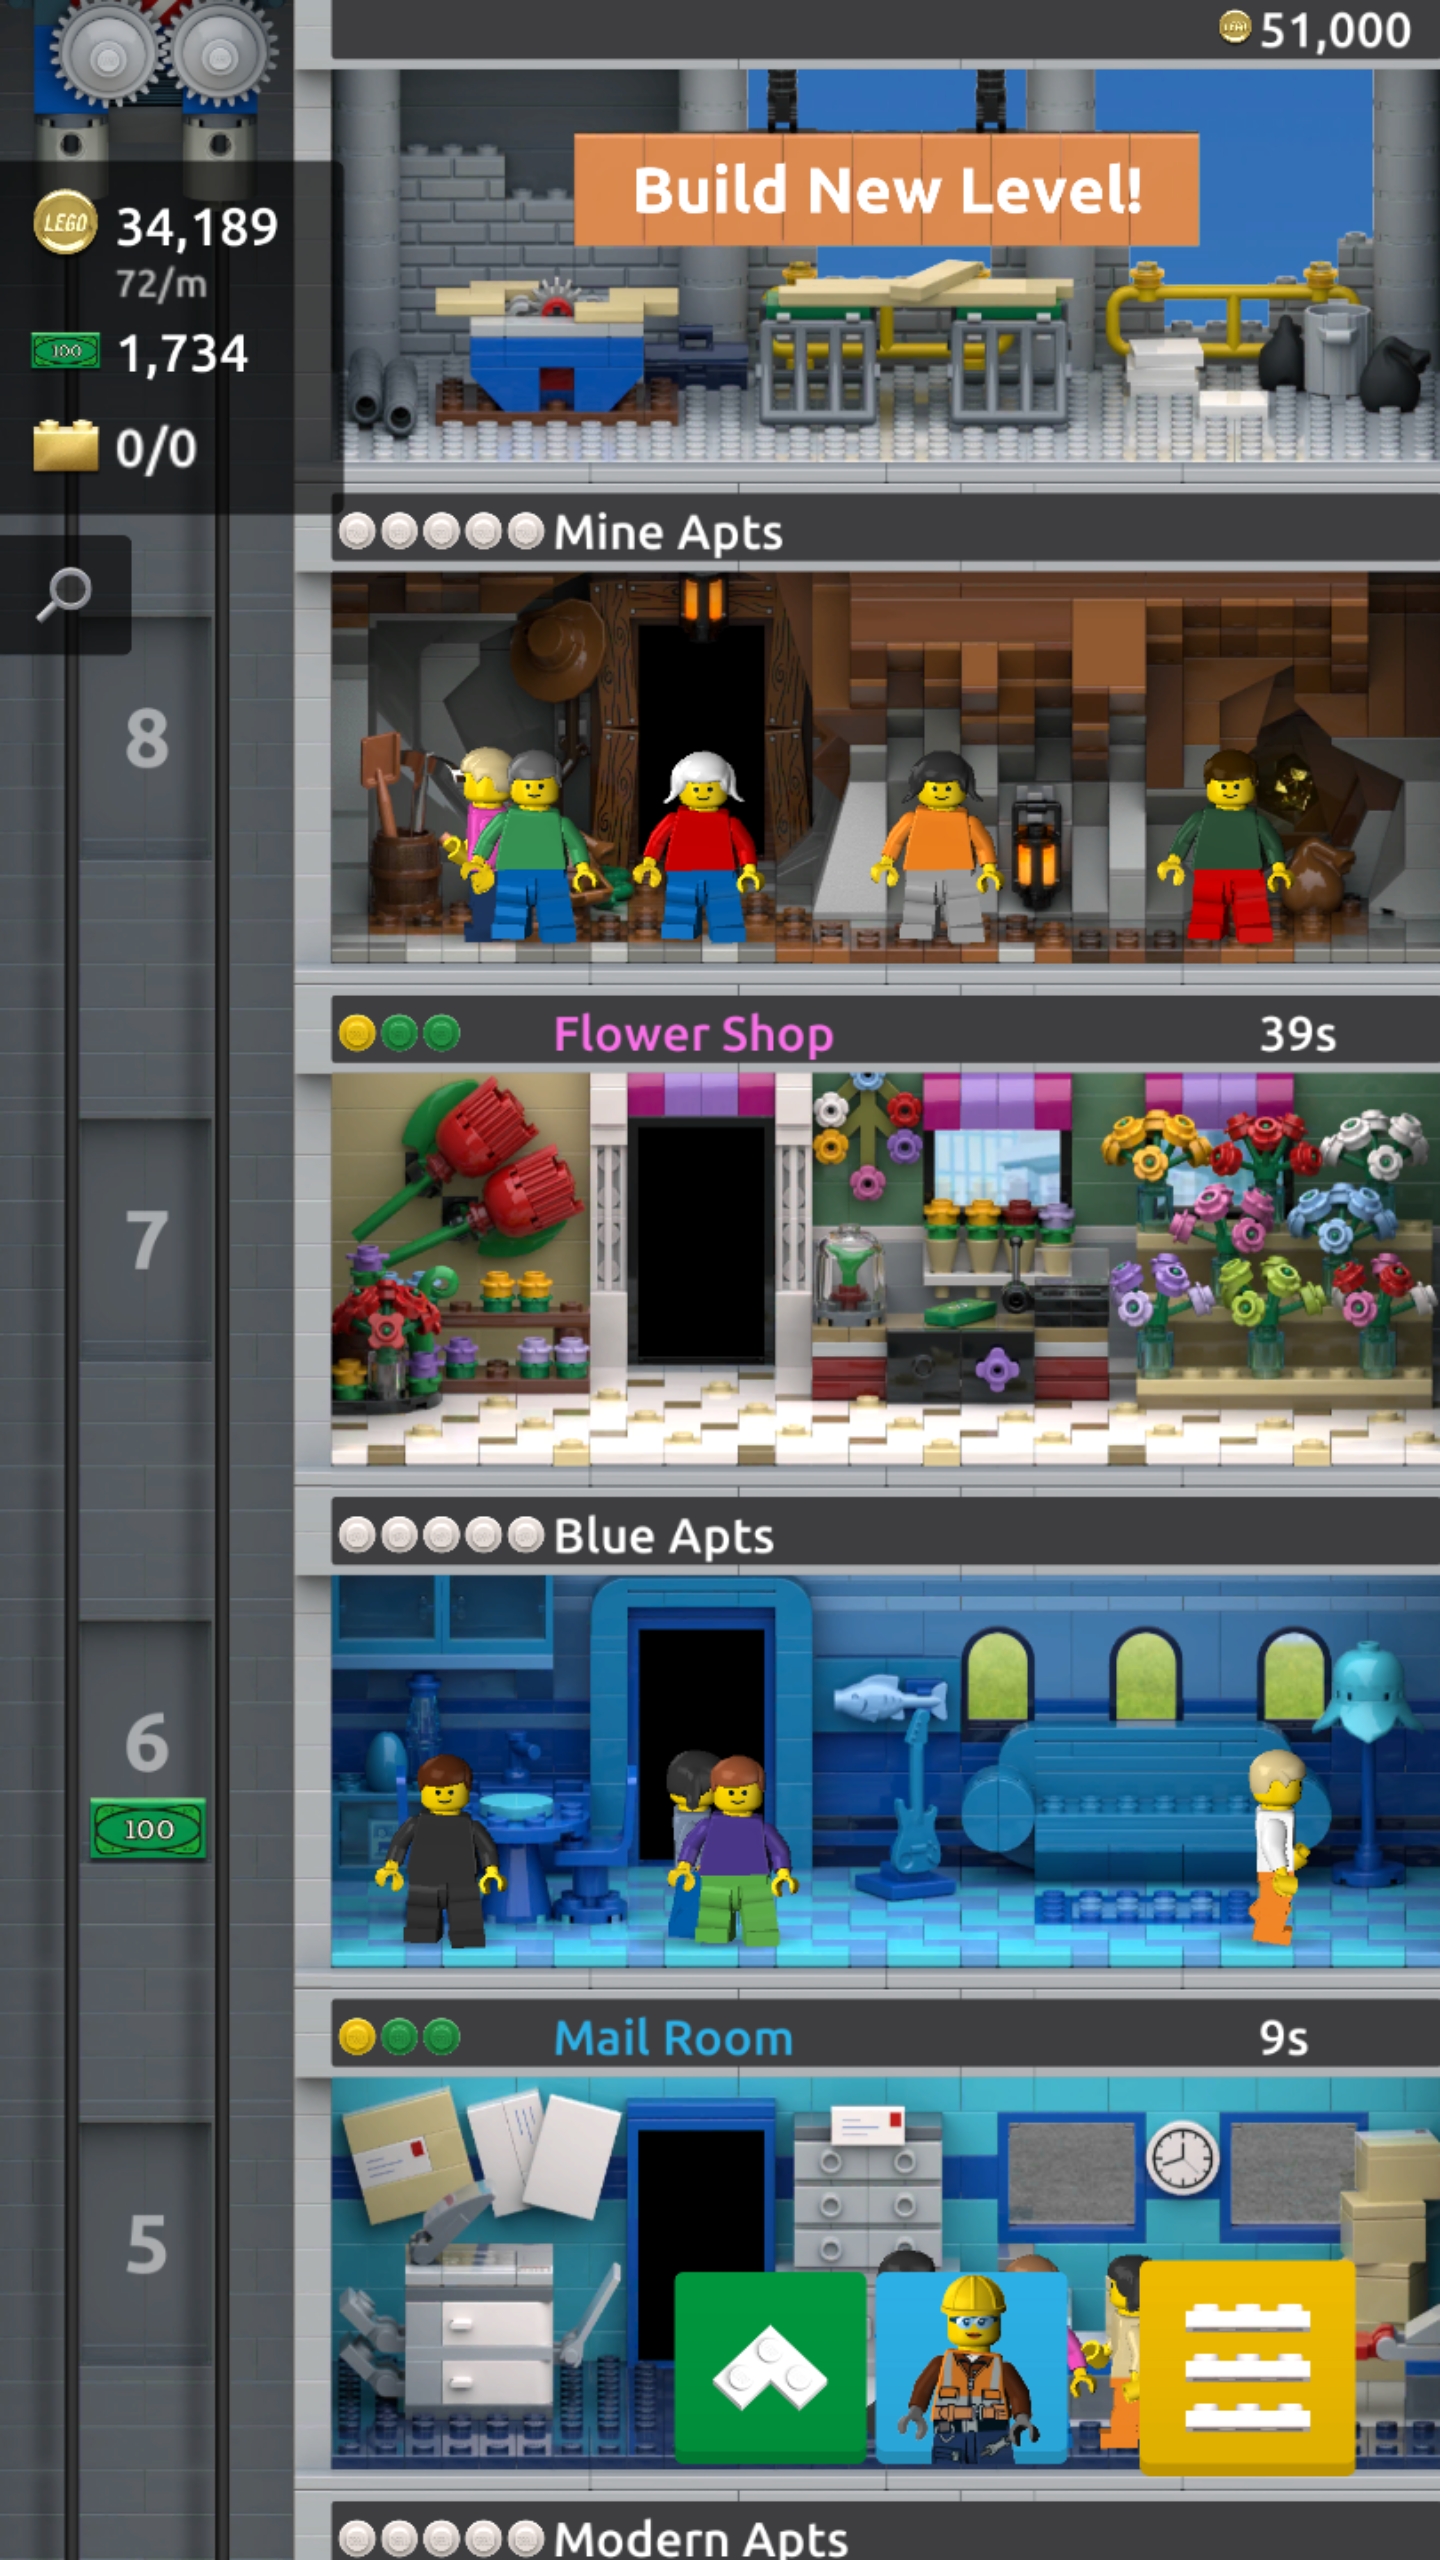 51,000
Build New Level!
LEGO 34,189
72/m
100 1,734
0/0
Mine Apts
8
Flower Shop 39s
7
Blue Apts
6
100
Mail Room 9s
5
Modern Apts